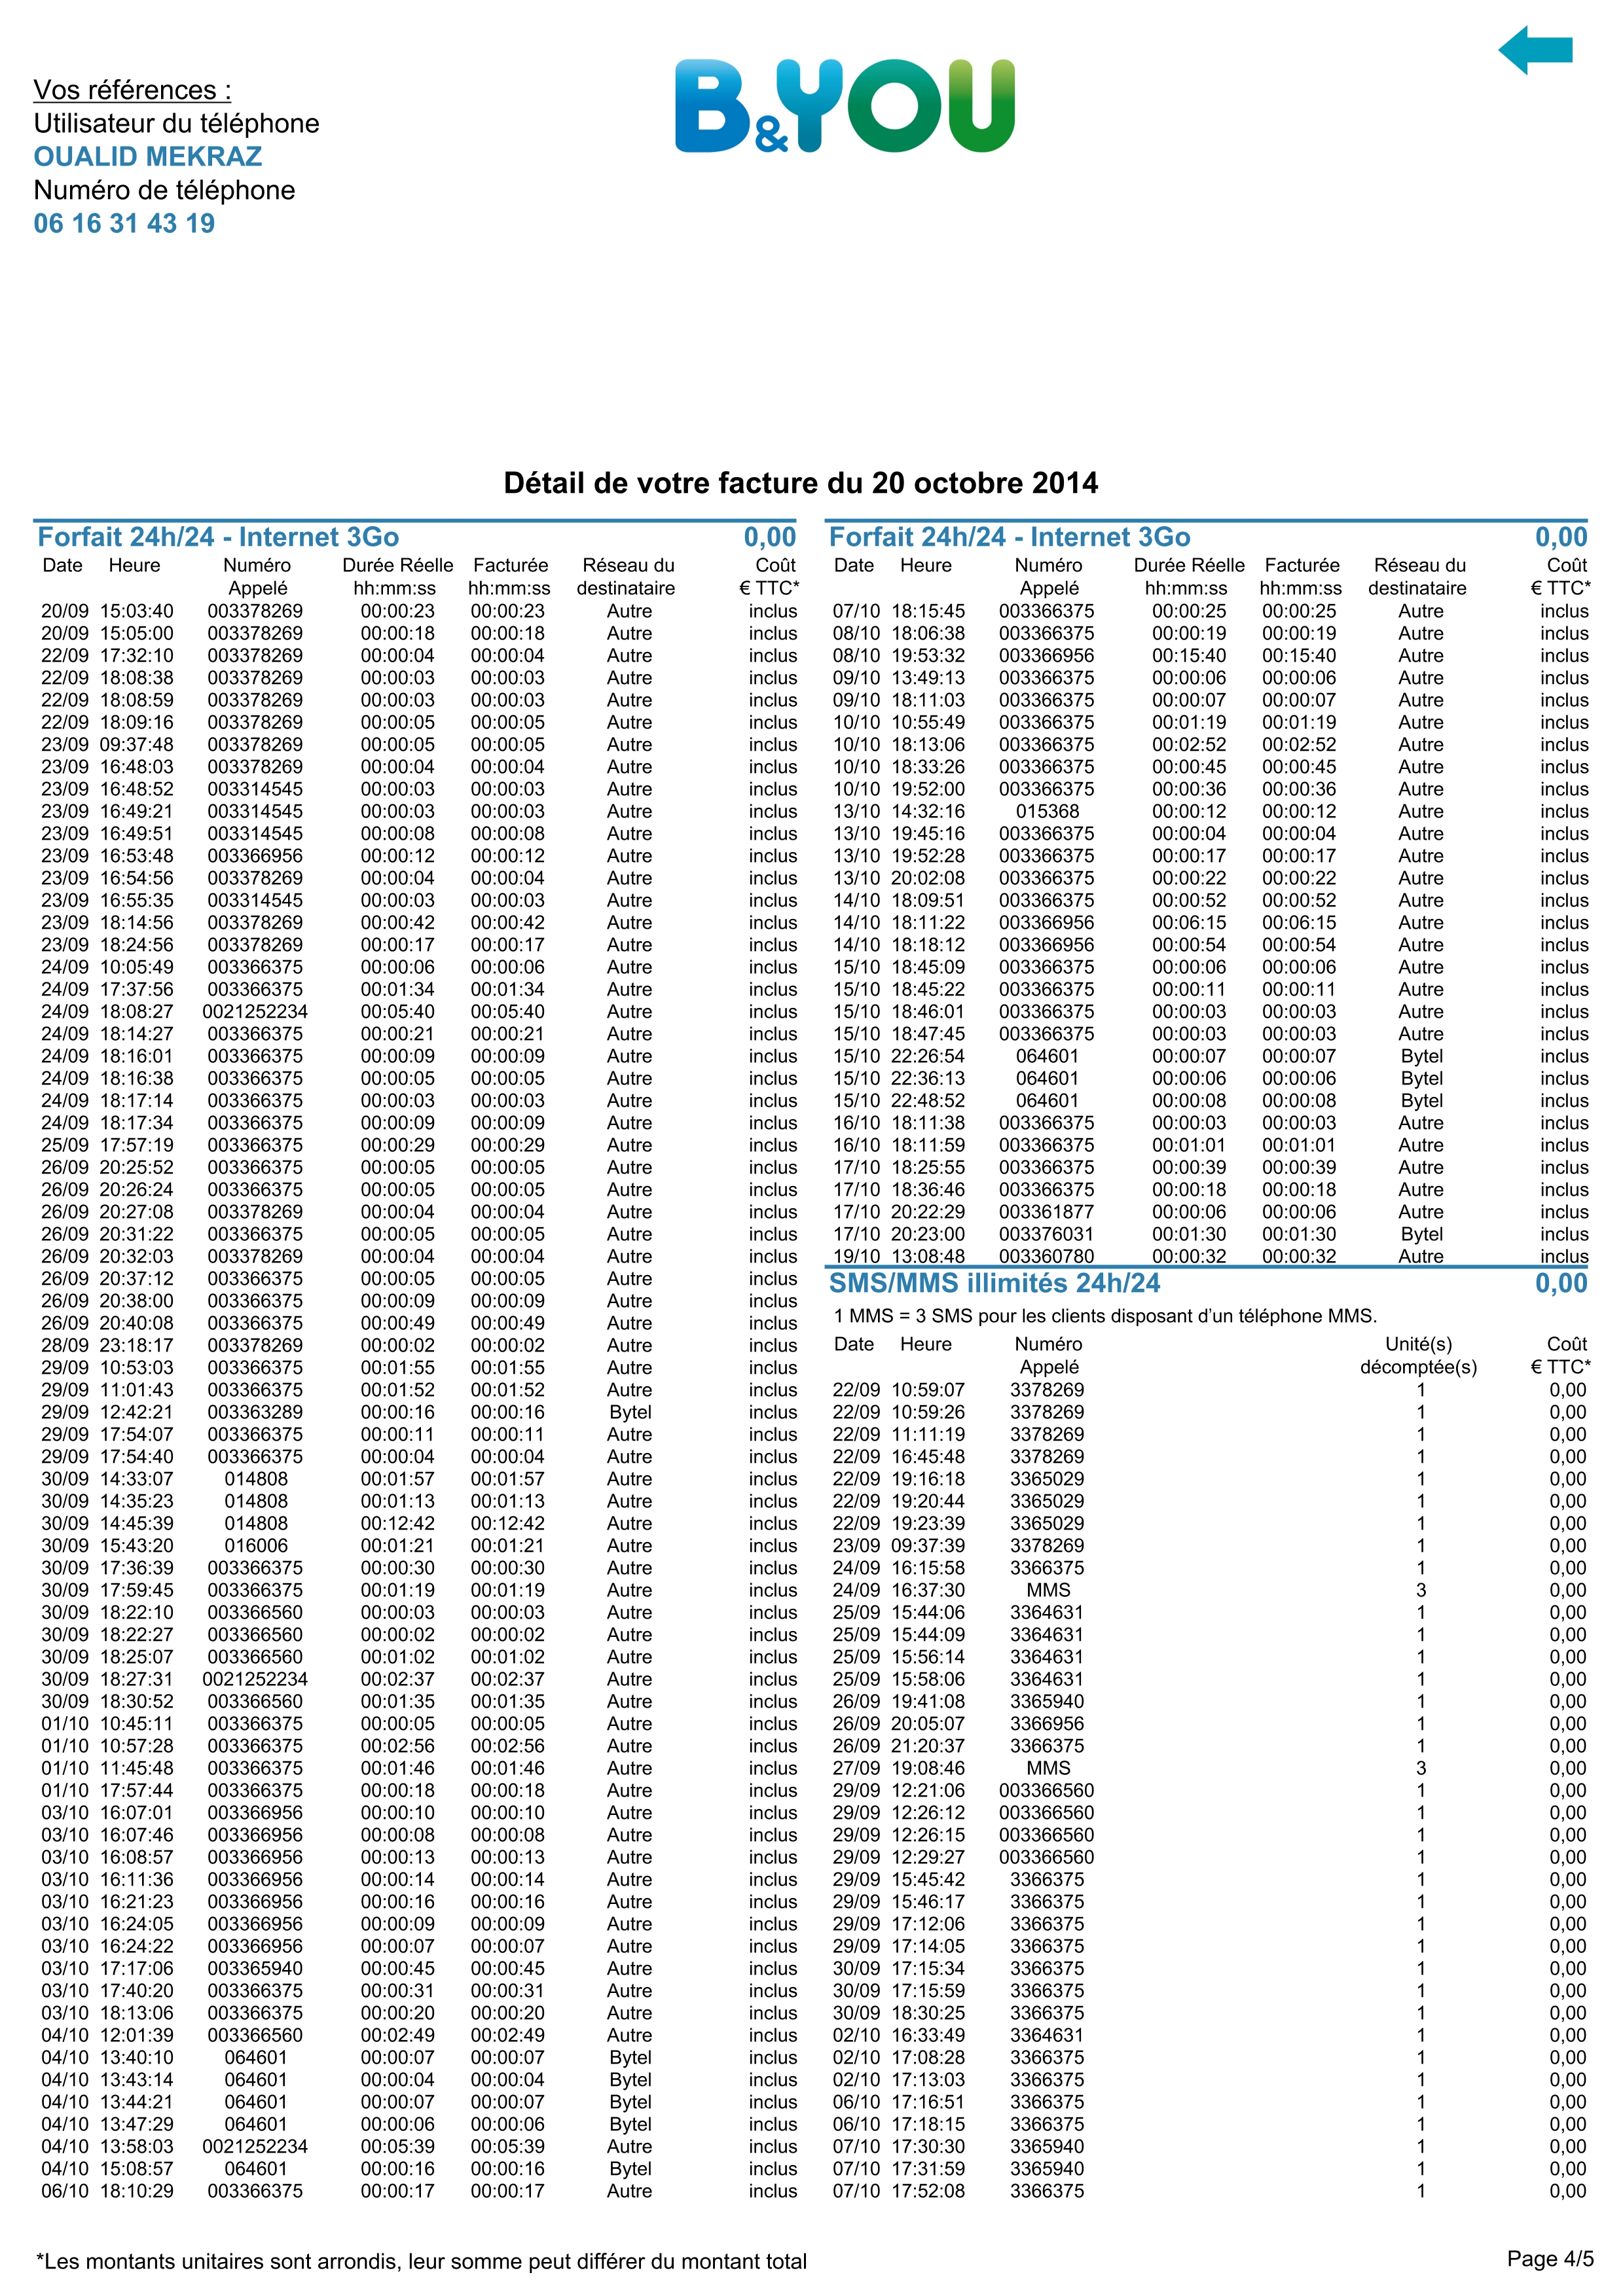 Vos références :
Utilisateur du téléphone
OUALID MEKRAZ
Numéro de téléphone
06 16 31 43 19
B&YOU
Détail de votre facture du 20 octobre 2014
Forfait 24h/24 - Internet 3Go 0,00
Date Heure Numéro Durée Réelle Facturée Réseau du Coût
Appelé hh:mm:ss hh:mm:ss destinataire € TTC*
20/09 15:03:40 003378269 00:00:23 00:00:23 Autre inclus
20/09 15:05:00 003378269 00:00:18 00:00:18 Autre inclus
22/09 17:32:10 003378269 00:00:04 00:00:04 Autre inclus
22/09 18:08:38 003378269 00:00:03 00:00:03 Autre inclus
22/09 18:08:59 003378269 00:00:03 00:00:03 Autre inclus
22/09 18:09:16 003378269 00:00:05 00:00:05 Autre inclus
23/09 09:37:48 003378269 00:00:05 00:00:05 Autre inclus
23/09 16:48:03 003378269 00:00:04 00:00:04 Autre inclus
23/09 16:48:52 003314545 00:00:03 00:00:03 Autre inclus
23/09 16:49:21 003314545 00:00:03 00:00:03 Autre inclus
23/09 16:49:51 003314545 00:00:08 00:00:08 Autre inclus
23/09 16:53:48 003366956 00:00:12 00:00:12 Autre inclus
23/09 16:54:56 003378269 00:00:04 00:00:04 Autre inclus
23/09 16:55:35 003314545 00:00:03 00:00:03 Autre inclus
23/09 18:14:56 003378269 00:00:42 00:00:42 Autre inclus
23/09 18:24:56 003378269 00:00:17 00:00:17 Autre inclus
24/09 10:05:49 003366375 00:00:06 00:00:06 Autre inclus
24/09 17:37:56 003366375 00:01:34 00:01:34 Autre inclus
24/09 18:08:27 0021252234 00:05:40 00:05:40 Autre inclus
24/09 18:14:27 003366375 00:00:21 00:00:21 Autre inclus
24/09 18:16:01 003366375 00:00:09 00:00:09 Autre inclus
24/09 18:16:38 003366375 00:00:05 00:00:05 Autre inclus
24/09 18:17:14 003366375 00:00:03 00:00:03 Autre inclus
24/09 18:17:34 003366375 00:00:09 00:00:09 Autre inclus
25/09 17:57:19 003366375 00:00:29 00:00:29 Autre inclus
26/09 20:25:52 003366375 00:00:05 00:00:05 Autre inclus
26/09 20:26:24 003366375 00:00:05 00:00:05 Autre inclus
26/09 20:27:08 003378269 00:00:04 00:00:04 Autre inclus
26/09 20:31:22 003366375 00:00:05 00:00:05 Autre inclus
26/09 20:32:03 003378269 00:00:04 00:00:04 Autre inclus
26/09 20:37:12 003366375 00:00:05 00:00:05 Autre inclus
26/09 20:38:00 003366375 00:00:09 00:00:09 Autre inclus
26/09 20:40:08 003366375 00:00:49 00:00:49 Autre inclus
28/09 23:18:17 003378269 00:00:02 00:00:02 Autre inclus
29/09 10:53:03 003366375 00:01:55 00:01:55 Autre inclus
29/09 11:01:43 003366375 00:01:52 00:01:52 Autre inclus
29/09 12:42:21 003363289 00:00:16 00:00:16 Bytel inclus
29/09 17:54:07 003366375 00:00:11 00:00:11 Autre inclus
29/09 17:54:40 003366375 00:00:04 00:00:04 Autre inclus
30/09 14:33:07 014808 00:01:57 00:01:57 Autre inclus
30/09 14:35:23 014808 00:01:13 00:01:13 Autre inclus
30/09 14:45:39 014808 00:12:42 00:12:42 Autre inclus
30/09 15:43:20 016006 00:01:21 00:01:21 Autre inclus
30/09 17:36:39 003366375 00:00:30 00:00:30 Autre inclus
30/09 17:59:45 003366375 00:01:19 00:01:19 Autre inclus
30/09 18:22:10 003366560 00:00:03 00:00:03 Autre inclus
30/09 18:22:27 003366560 00:00:02 00:00:02 Autre inclus
30/09 18:25:07 003366560 00:01:02 00:01:02 Autre inclus
30/09 18:27:31 0021252234 00:02:37 00:02:37 Autre inclus
30/09 18:30:52 003366560 00:01:35 00:01:35 Autre inclus
01/10 10:45:11 003366375 00:00:05 00:00:05 Autre inclus
01/10 10:57:28 003366375 00:02:56 00:02:56 Autre inclus
01/10 11:45:48 003366375 00:01:46 00:01:46 Autre inclus
01/10 17:57:44 003366375 00:00:18 00:00:18 Autre inclus
03/10 16:07:01 003366956 00:00:10 00:00:10 Autre inclus
03/10 16:07:46 003366956 00:00:08 00:00:08 Autre inclus
03/10 16:08:57 003366956 00:00:13 00:00:13 Autre inclus
03/10 16:11:36 003366956 00:00:14 00:00:14 Autre inclus
03/10 16:21:23 003366956 00:00:16 00:00:16 Autre inclus
03/10 16:24:05 003366956 00:00:09 00:00:09 Autre inclus
03/10 16:24:22 003366956 00:00:07 00:00:07 Autre inclus
03/10 17:17:06 003365940 00:00:45 00:00:45 Autre inclus
03/10 17:40:20 003366375 00:00:31 00:00:31 Autre inclus
03/10 18:13:06 003366375 00:00:20 00:00:20 Autre inclus
04/10 12:01:39 003366560 00:02:49 00:02:49 Autre inclus
04/10 13:40:10 064601 00:00:07 00:00:07 Bytel inclus
04/10 13:43:14 064601 00:00:04 00:00:04 Bytel inclus
04/10 13:44:21 064601 00:00:07 00:00:07 Bytel inclus
04/10 13:47:29 064601 00:00:06 00:00:06 Bytel inclus
04/10 13:58:03 0021252234 00:05:39 00:05:39 Autre inclus
04/10 15:08:57 064601 00:00:16 00:00:16 Bytel inclus
06/10 18:10:29 003366375 00:00:17 00:00:17 Autre inclus
Forfait 24h/24 - Internet 3Go 0,00
Date Heure Numéro Durée Réelle Facturée Réseau du Coût
Appelé hh:mm:ss hh:mm:ss destinataire € TTC*
07/10 18:15:45 003366375 00:00:25 00:00:25 Autre inclus
08/10 18:06:38 003366375 00:00:19 00:00:19 Autre inclus
08/10 19:53:32 003366956 00:15:40 00:15:40 Autre inclus
09/10 13:49:13 003366375 00:00:06 00:00:06 Autre inclus
09/10 18:11:03 003366375 00:00:07 00:00:07 Autre inclus
10/10 10:55:49 003366375 00:01:19 00:01:19 Autre inclus
10/10 18:13:06 003366375 00:02:52 00:02:52 Autre inclus
10/10 18:33:26 003366375 00:00:45 00:00:45 Autre inclus
10/10 19:52:00 003366375 00:00:36 00:00:36 Autre inclus
13/10 14:32:16 015368 00:00:12 00:00:12 Autre inclus
13/10 19:45:16 003366375 00:00:04 00:00:04 Autre inclus
13/10 19:52:28 003366375 00:00:17 00:00:17 Autre inclus
13/10 20:02:08 003366375 00:00:22 00:00:22 Autre inclus
14/10 18:09:51 003366375 00:00:52 00:00:52 Autre inclus
14/10 18:11:22 003366956 00:06:15 00:06:15 Autre inclus
14/10 18:18:12 003366956 00:00:54 00:00:54 Autre inclus
15/10 18:45:09 003366375 00:00:06 00:00:06 Autre inclus
15/10 18:45:22 003366375 00:00:11 00:00:11 Autre inclus
15/10 18:46:01 003366375 00:00:03 00:00:03 Autre inclus
15/10 18:47:45 003366375 00:00:03 00:00:03 Autre inclus
15/10 22:26:54 064601 00:00:07 00:00:07 Bytel inclus
15/10 22:36:13 064601 00:00:06 00:00:06 Bytel inclus
15/10 22:48:52 064601 00:00:08 00:00:08 Bytel inclus
16/10 18:11:38 003366375 00:00:03 00:00:03 Autre inclus
16/10 18:11:59 003366375 00:01:01 00:01:01 Autre inclus
17/10 18:25:55 003366375 00:00:39 00:00:39 Autre inclus
17/10 18:36:46 003366375 00:00:18 00:00:18 Autre inclus
17/10 20:22:29 003361877 00:00:06 00:00:06 Autre inclus
17/10 20:23:00 003376031 00:01:30 00:01:30 Bytel inclus
19/10 13:08:48 003360780 00:00:32 00:00:32 Autre inclus
SMS/MMS illimités 24h/24 0,00
1 MMS = 3 SMS pour les clients disposant d'un téléphone MMS.
Date Heure Numéro Unité(s) Coût
Appelé décomptée(s) € TTC*
22/09 10:59:07 3378269 1 0,00
22/09 10:59:26 3378269 1 0,00
22/09 11:11:19 3378269 1 0,00
22/09 16:45:48 3378269 1 0,00
22/09 19:16:18 3365029 1 0,00
22/09 19:20:44 3365029 1 0,00
22/09 19:23:39 3365029 1 0,00
23/09 09:37:39 3378269 1 0,00
24/09 16:15:58 3366375 1 0,00
24/09 16:37:30 MMS 3 0,00
25/09 15:44:06 3364631 1 0,00
25/09 15:44:09 3364631 1 0,00
25/09 15:56:14 3364631 1 0,00
25/09 15:58:06 3364631 1 0,00
26/09 19:41:08 3365940 1 0,00
26/09 20:05:07 3366956 1 0,00
26/09 21:20:37 3366375 1 0,00
27/09 19:08:46 MMS 3 0,00
29/09 12:21:06 003366560 1 0,00
29/09 12:26:12 003366560 1 0,00
29/09 12:26:15 003366560 1 0,00
29/09 12:29:27 003366560 1 0,00
29/09 15:45:42 3366375 1 0,00
29/09 15:46:17 3366375 1 0,00
29/09 17:12:06 3366375 1 0,00
29/09 17:14:05 3366375 1 0,00
30/09 17:15:34 3366375 1 0,00
30/09 17:15:59 3366375 1 0,00
30/09 18:30:25 3366375 1 0,00
02/10 16:33:49 3364631 1 0,00
02/10 17:08:28 3366375 1 0,00
02/10 17:13:03 3366375 1 0,00
06/10 17:16:51 3366375 1 0,00
06/10 17:18:15 3366375 1 0,00
07/10 17:30:30 3365940 1 0,00
07/10 17:31:59 3365940 1 0,00
07/10 17:52:08 3366375 1 0,00
*Les montants unitaires sont arrondis, leur somme peut différer du montant total
Page 4/5